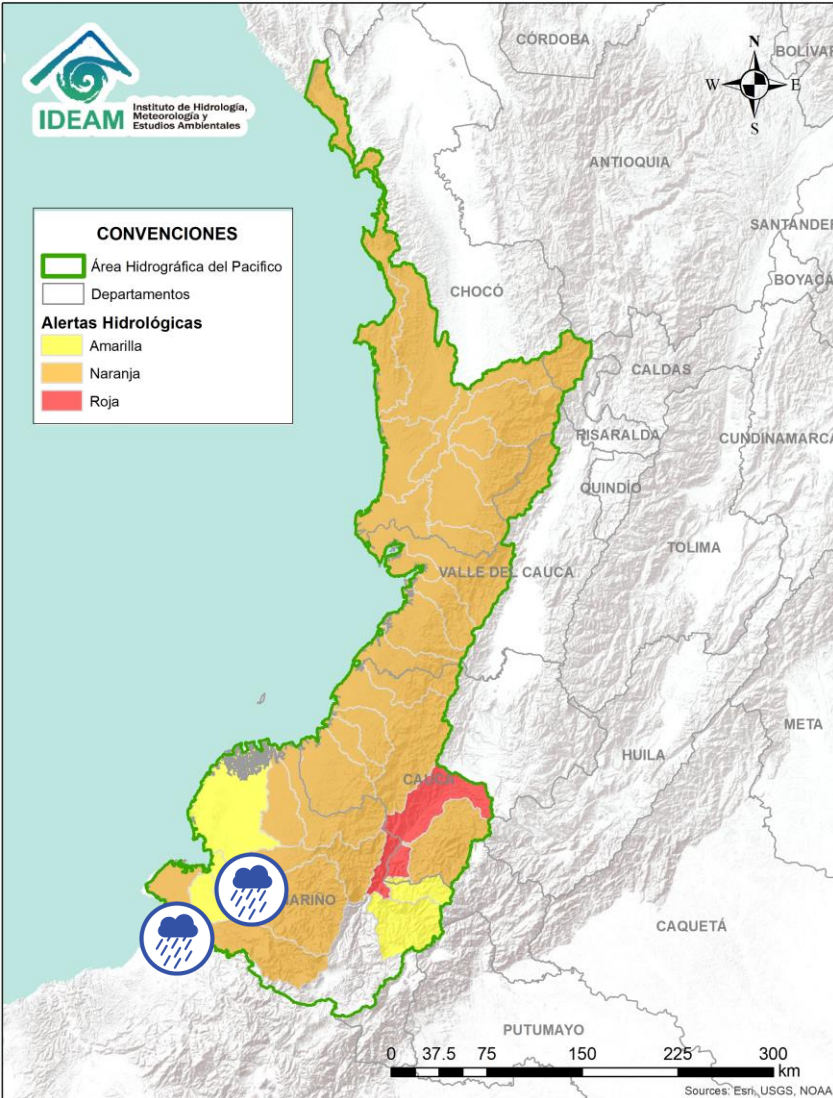 CÓRDOBA
BOLÍVAR
N
W
E
S
IDEAM
Instituto de Hidrología,
Meteorología y
Estudios Ambientales
ANTIOQUIA
SANTANDER
CONVENCIONES
Área Hidrográfica del Pacifico
Departamentos
Alertas Hidrológicas
Amarilla
Naranja
Roja
BOYACÁ
CHOCÓ
CALDAS
RISARALDA
CUNDINAMARCA
QUINDÍO
TOLIMA
VALLE DEL CAUCA
META
HUILA
CAUCA
ARIÑO
CAQUETÁ
PUTUMAYO
0 37.5 75 150 225 300
km
Sources: Esri, USGS, NOAA